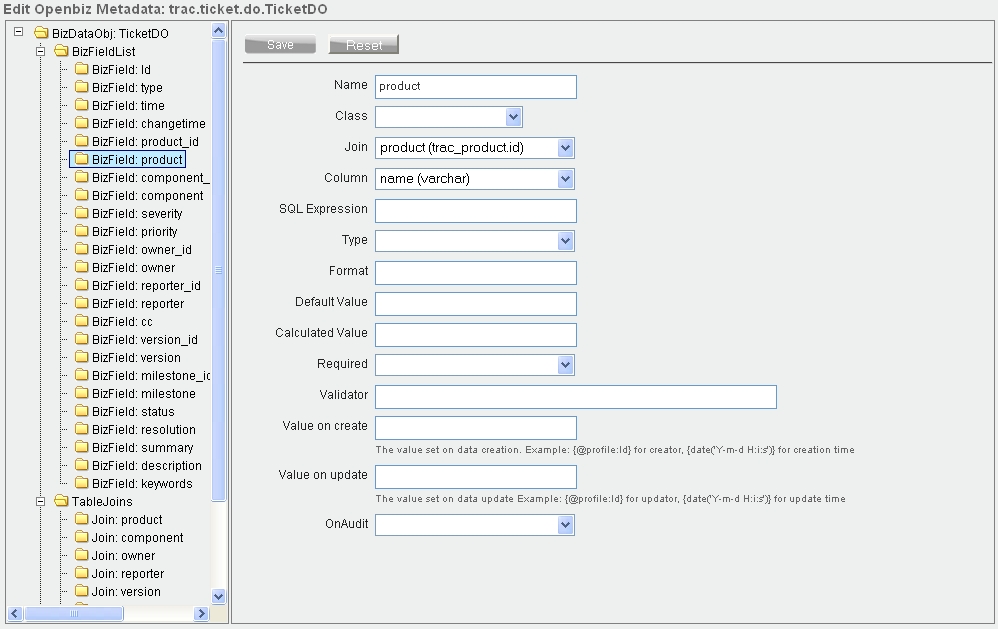 Edit Openbiz Metadata: trac.ticket.do.TicketDO
BizDataObj: TicketDO
BizFieldList
BizField: Id
BizField: type
BizField: time
BizField: changetime
BizField: product_id
BizField: product
BizField: component_
BizField: component
BizField: severity
BizField: priority
BizField: owner_id
BizField: owner
BizField: reporter_id
BizField: reporter
BizField: cc
BizField: version_id
BizField: version
BizField: milestone_ic
BizField: milestone
BizField: status
BizField: resolution
BizField: summary
BizField: description
BizField: keywords
TableJoins
Join: product
Join: component
Join: owner
Join: reporter
Join: version
Save Reset
Name product
Class
Join product (trac_product.id)
Column name (varchar)
SQL Expression
Type
Format
Default Value
Calculated Value
Required
Validator
Value on create
The value set on data creation. Example: {@profile:Id} for creator, {date('Y-m-d H:i:s')} for creation time
Value on update
The value set on data update Example: {@profile:Id} for updator, {date('Y-m-d H:i:s')} for update time
OnAudit